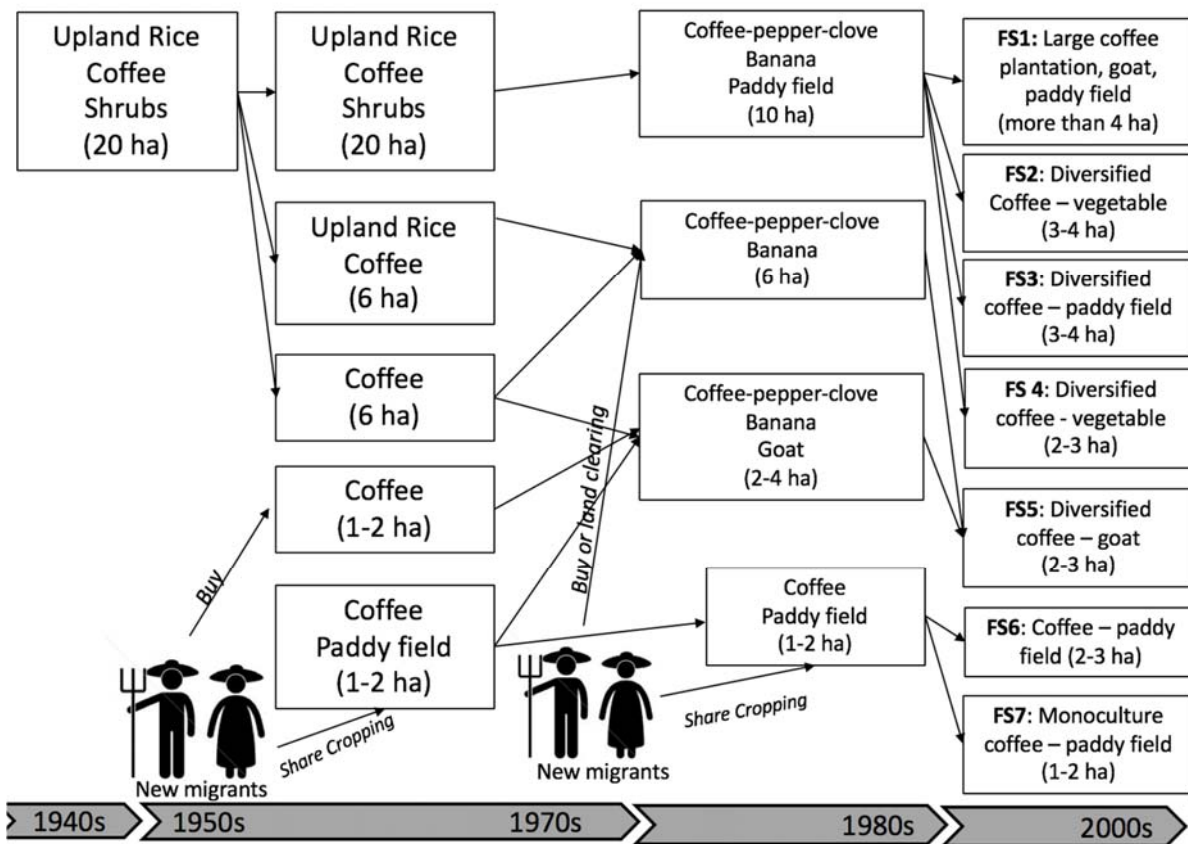 Upland Rice
Coffee
Shrubs
(20 ha)
Upland Rice
Coffee
Shrubs
(20 ha)
Upland Rice
Coffee
(6 ha)
Coffee
(6 ha)
Coffee
(1-2 ha)
Coffee
Paddy field
(1-2 ha)
Buy
Share Cropping
New migrants
Coffee-pepper-clove
Banana
Paddy field
(10 ha)
Coffee-pepper-clove
Banana
(6 ha)
Coffee-pepper-clove
Banana
Goat
(2-4 ha)
Coffee
Paddy field
(1-2 ha)
Buy or land clearing
Share Cropping
New migrants
FS1: Large coffee
plantation, goat,
paddy field
(more than 4 ha)
FS2: Diversified
Coffee – vegetable
(3-4 ha)
FS3: Diversified
coffee – paddy field
(3-4 ha)
FS 4: Diversified
coffee - vegetable
(2-3 ha)
FS5: Diversified
coffee – goat
(2-3 ha)
FS6: Coffee – paddy
field (2-3 ha)
FS7: Monoculture
coffee – paddy field
(1-2 ha)
1940s
1950s
1970s
1980s
2000s